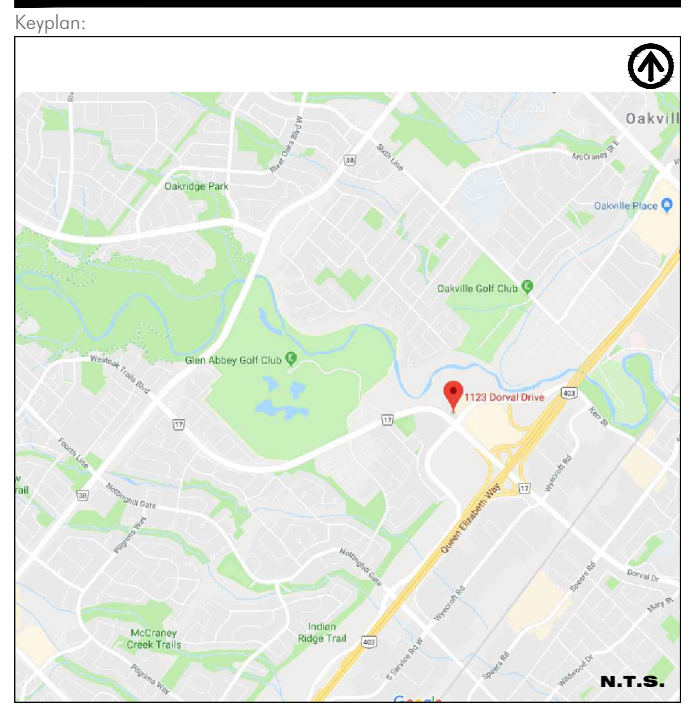 Keyplan:
Oakvill
River Oaks Blvd W
38
Sixth Line
McCraney St E
Oakridge Park
Oakville Place
Oakville Golf Club
Glen Abbey Golf Club
Westoak Trails Blvd
1123 Dorval Drive
403
17
17
Kerr St
Fourth Line
rail
38
Nottinghill Gate
Pilgrims Way
Queen Elizabeth Way
17
Wyecroft Rd
Nottinghill Gate
Speers Rd
Dorval Dr
Wyecroft Rd
Mary St
McCraney
Creek Trails
Indian
Ridge Trail
403
S Service Rd W
Speers Rd
Wildwood Dr
Pilgrims Way
N.T.S.
Google